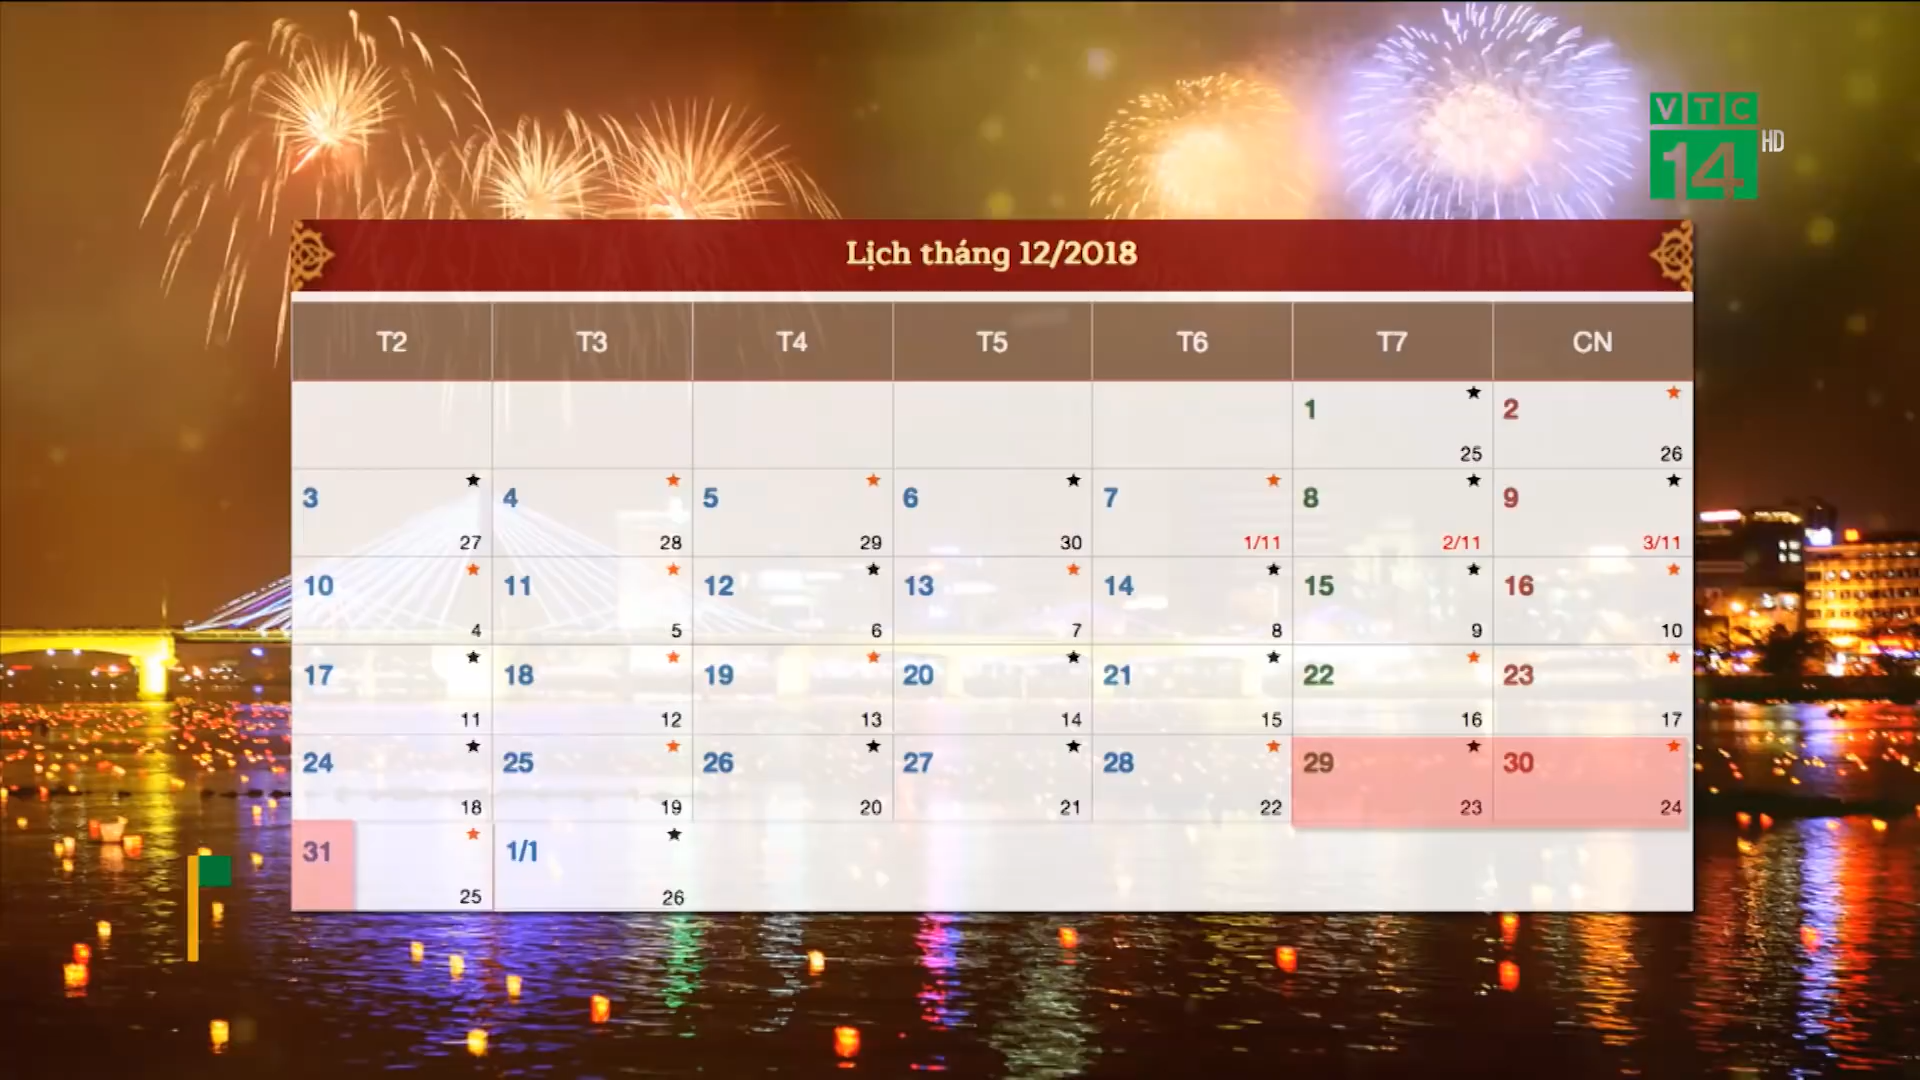 VTC
14 HD
Lịch tháng 12/2018
T2 T3 T4 T5 T6 T7 CN
1 2
25 26
3 4 5 6 7 8 9
27 28 29 30 1/11 2/11 3/11
10 11 12 13 14 15 16
4 5 6 7 8 9 10
17 18 19 20 21 22 23
11 12 13 14 15 16 17
24 25 26 27 28 29 30
18 19 20 21 22 23 24
31 1/1
25 26